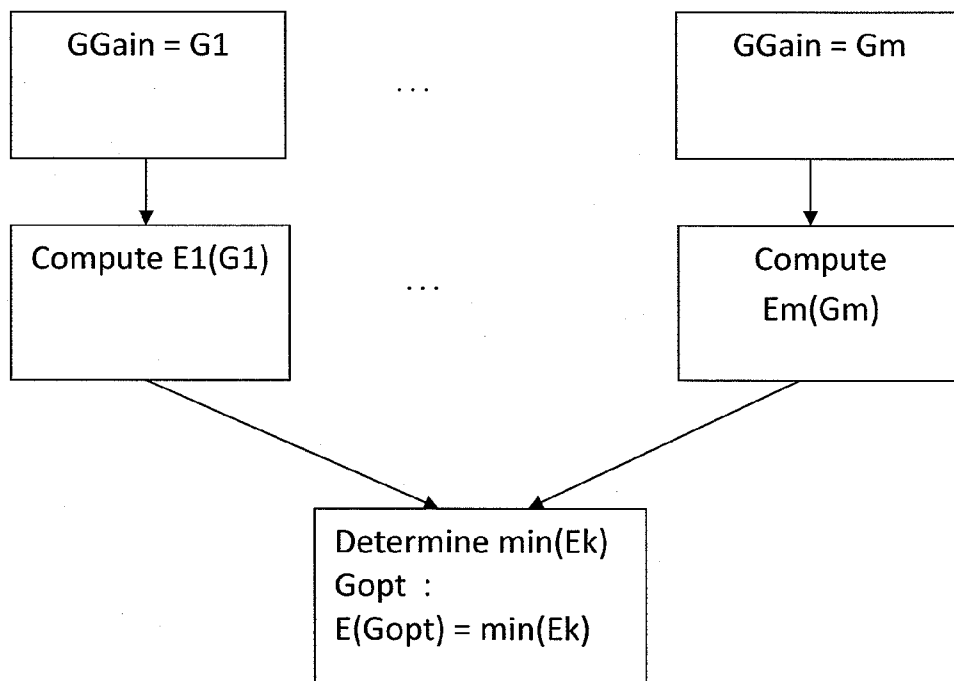 GGain = G1
...
GGain = Gm
Compute E1(G1)
...
Compute
Em(Gm)
Determine min(Ek)
Gopt :
E(Gopt) = min(Ek)